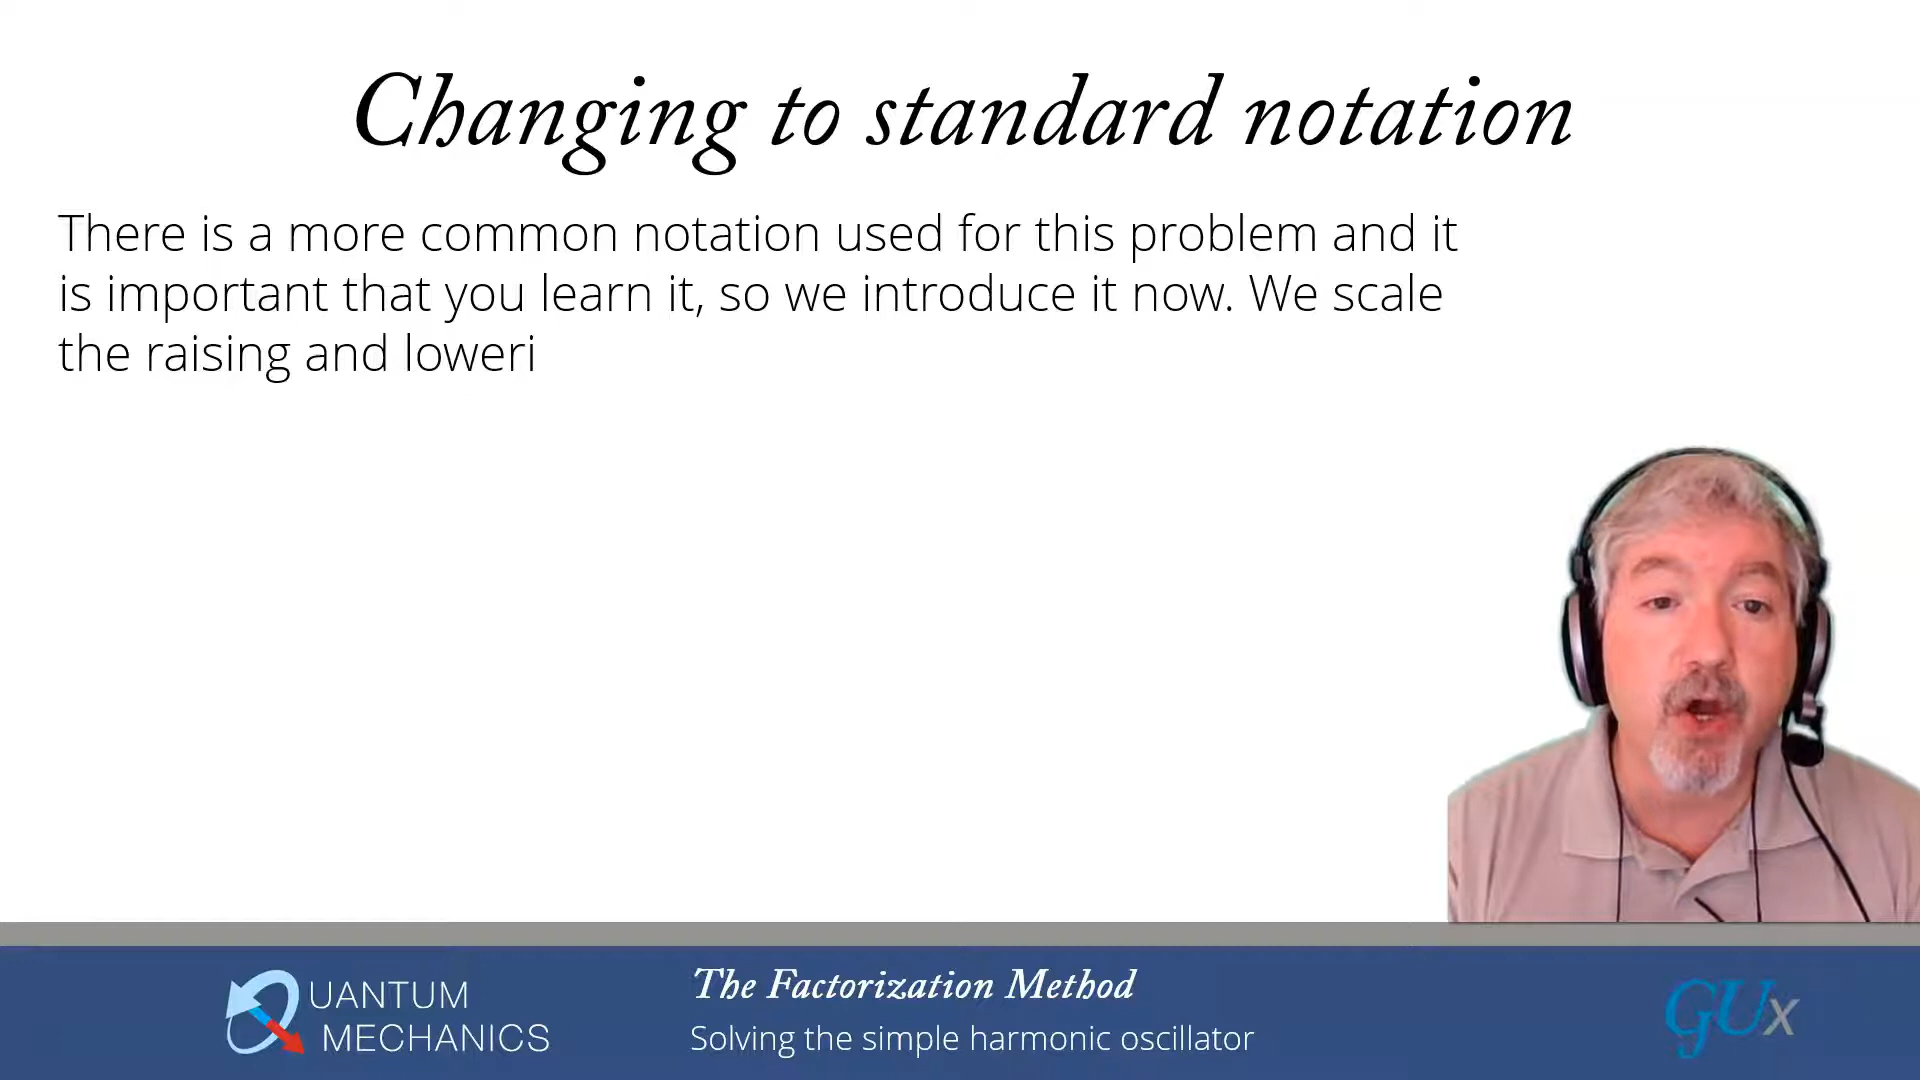 Changing to standard notation
There is a more common notation used for this problem and it
is important that you learn it, so we introduce it now. We scale
the raising and loweri
QUANTUM
MECHANICS
The Factorization Method
Solving the simple harmonic oscillator
GUx